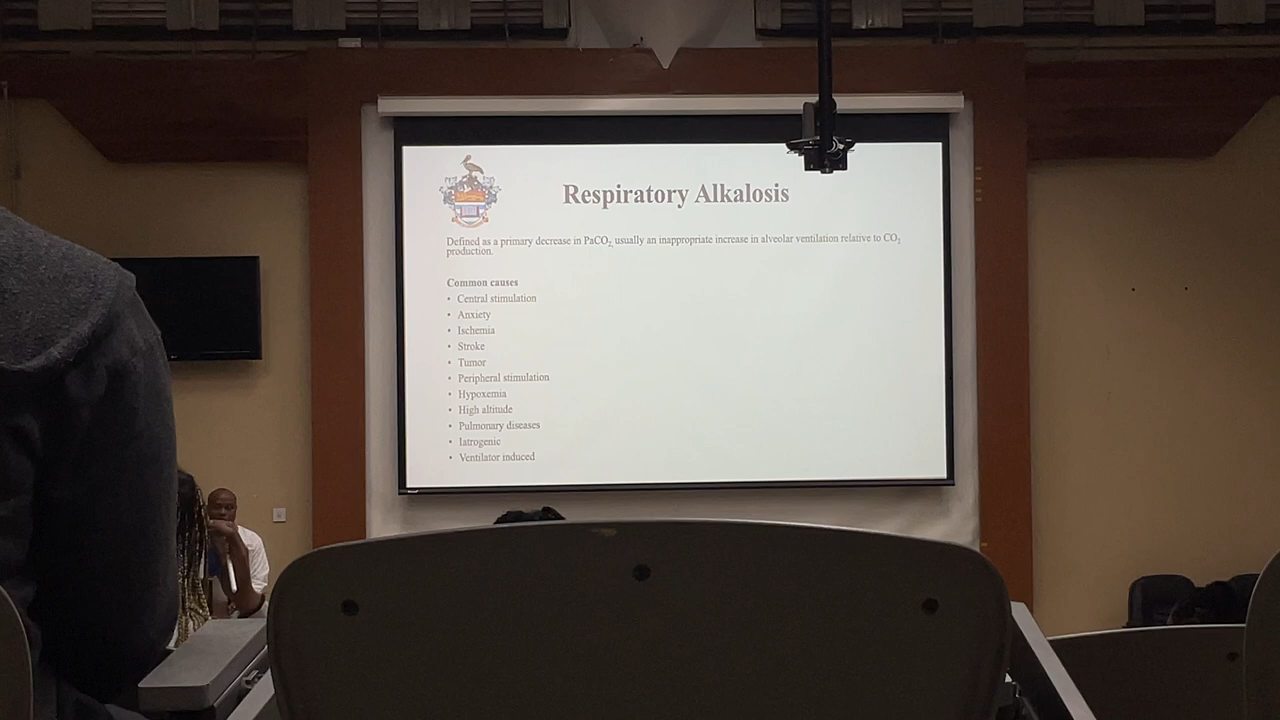 Respiratory Alkalosis
Defined as a primary decrease in PaCO₂, usually an inappropriate increase in alveolar ventilation relative to CO₂
production.
Common causes
• Central stimulation
• Anxiety
• Ischemia
• Stroke
• Tumor
• Peripheral stimulation
• Hypoxemia
• High altitude
• Pulmonary diseases
• Iatrogenic
• Ventilator induced